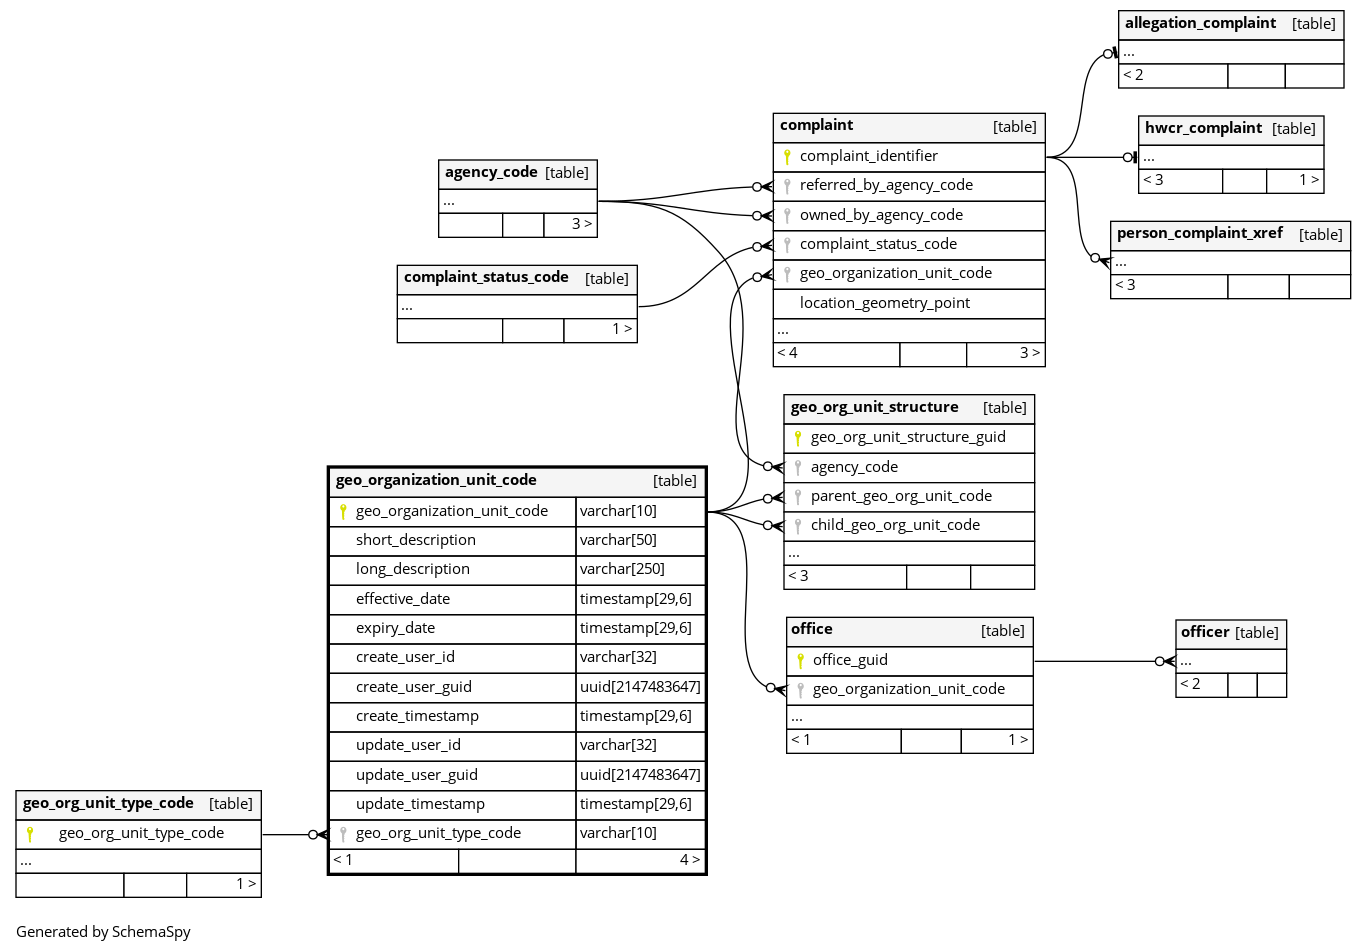 allegation_complaint [table]
...
< 2
complaint [table]
complaint_identifier
referred_by_agency_code
owned_by_agency_code
complaint_status_code
geo_organization_unit_code
location_geometry_point
...
< 4 3 >
hwcr_complaint [table]
...
< 3 1 >
agency_code [table]
...
3 >
person_complaint_xref [table]
...
< 3
complaint_status_code [table]
...
1 >
geo_org_unit_structure [table]
geo_org_unit_structure_guid
agency_code
parent_geo_org_unit_code
child_geo_org_unit_code
...
< 3
geo_organization_unit_code [table]
geo_organization_unit_code varchar[10]
short_description varchar[50]
long_description varchar[250]
effective_date timestamp[29,6]
expiry_date timestamp[29,6]
create_user_id varchar[32]
create_user_guid uuid[2147483647]
create_timestamp timestamp[29,6]
update_user_id varchar[32]
update_user_guid uuid[2147483647]
update_timestamp timestamp[29,6]
geo_org_unit_type_code varchar[10]
< 1 4 >
office [table]
office_guid
geo_organization_unit_code
...
< 1 1 >
officer [table]
...
< 2
geo_org_unit_type_code [table]
geo_org_unit_type_code
...
1 >
Generated by SchemaSpy